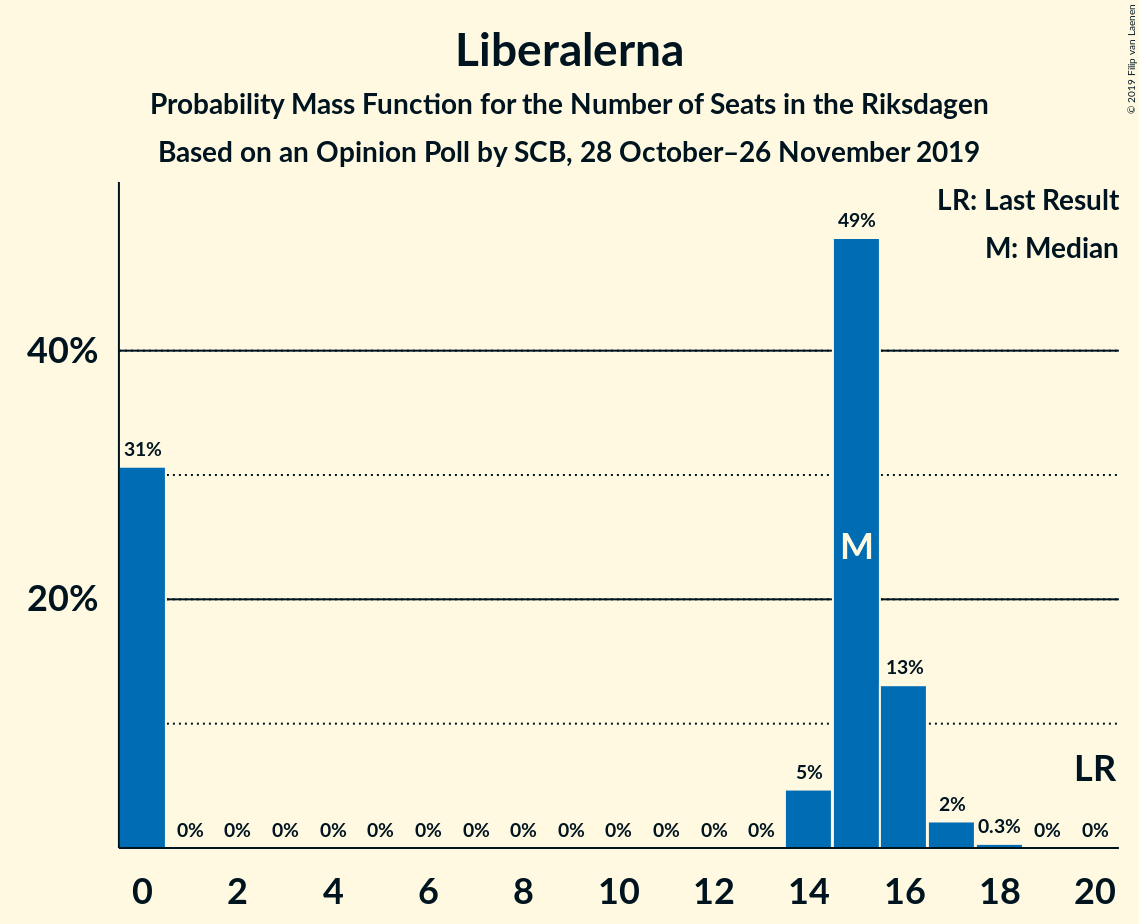 Liberalerna
Probability Mass Function for the Number of Seats in the Riksdagen
Based on an Opinion Poll by SCB, 28 October–26 November 2019
© 2019 Filip van Laenen
LR: Last Result
M: Median
49%
40%
31%
M
20%
13%
LR
5%
2%
0% 0% 0% 0% 0% 0% 0% 0% 0% 0% 0% 0% 0% 0.3% 0% 0%
0 2 4 6 8 10 12 14 16 18 20